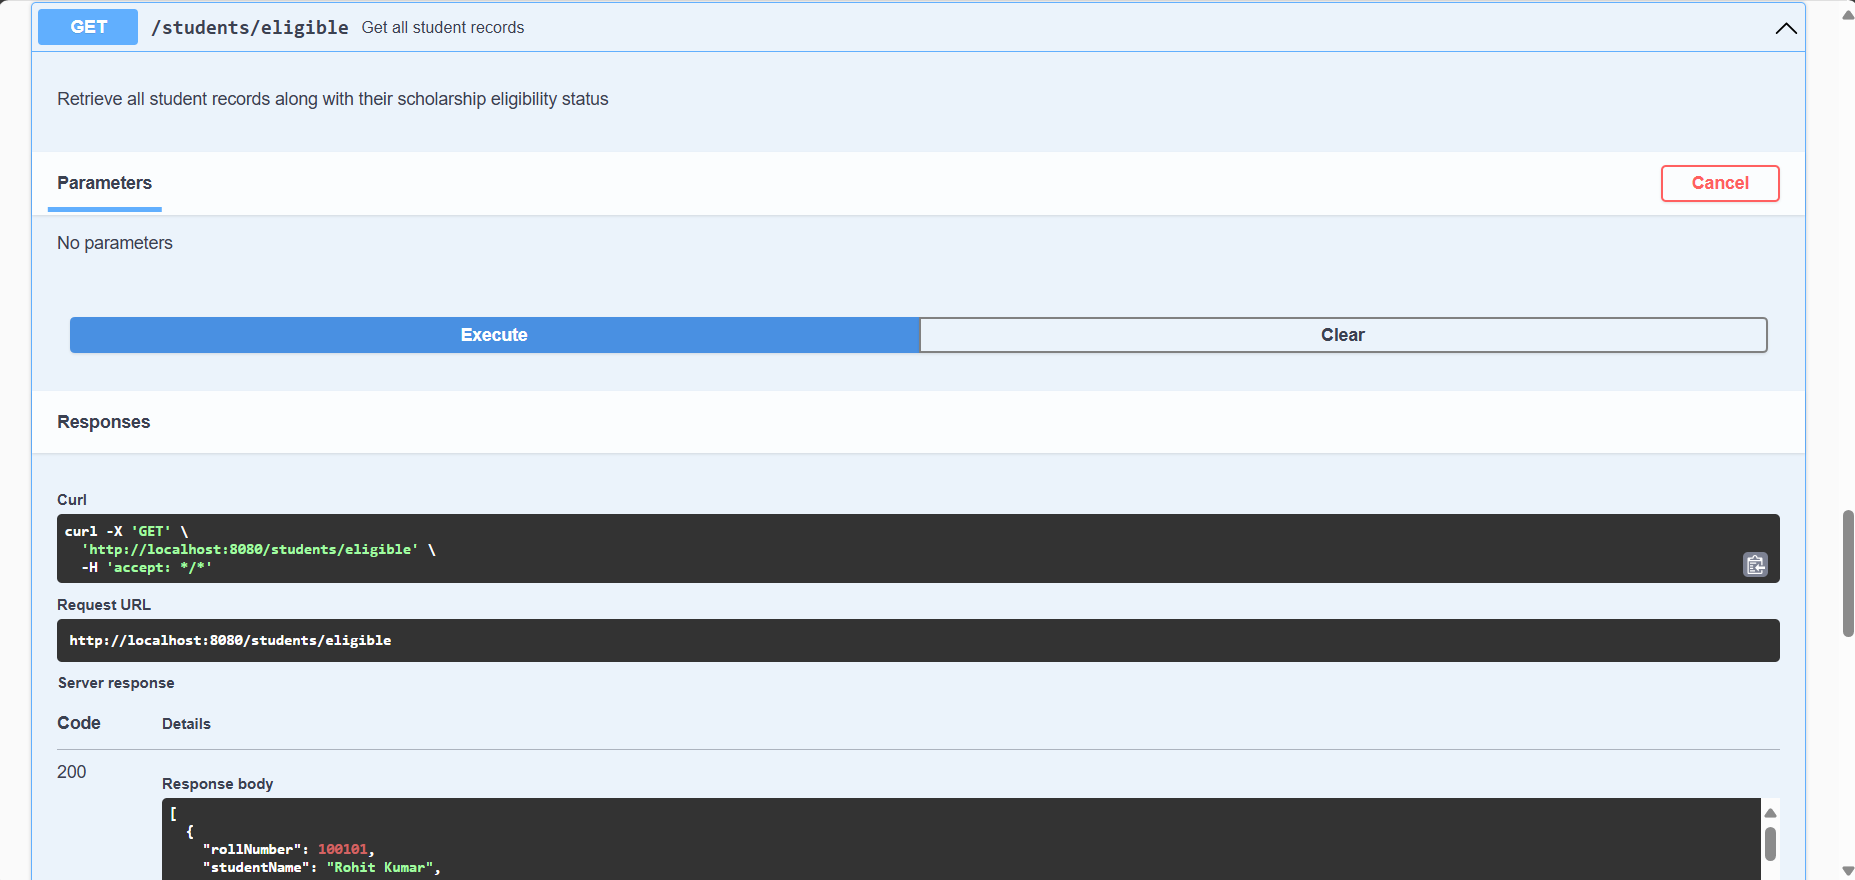 GET /students/eligible Get all student records
Retrieve all student records along with their scholarship eligibility status
Parameters
Cancel
No parameters
Execute
Clear
Responses
Curl
curl -X 'GET' \
  'http://localhost:8080/students/eligible' \
  -H 'accept: */*'
Request URL
http://localhost:8080/students/eligible
Server response
Code Details
200
Response body
[
  {
    "rollNumber": 100101,
    "studentName": "Rohit Kumar",